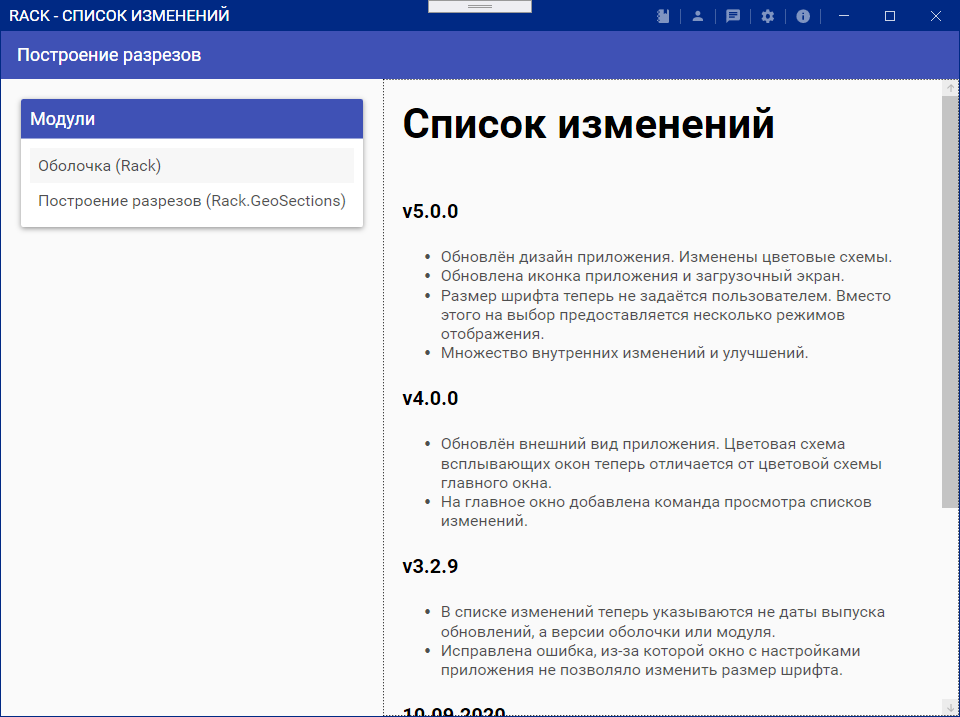 RACK - СПИСОК ИЗМЕНЕНИЙ
Построение разрезов
Модули
Оболочка (Rack)
Построение разрезов (Rack.GeoSections)
Список изменений
v5.0.0
• Обновлён дизайн приложения. Изменены цветовые схемы.
• Обновлена иконка приложения и загрузочный экран.
• Размер шрифта теперь не задаётся пользователем. Вместо
этого на выбор предоставляется несколько режимов
отображения.
• Множество внутренних изменений и улучшений.
v4.0.0
• Обновлён внешний вид приложения. Цветовая схема
всплывающих окон теперь отличается от цветовой схемы
главного окна.
• На главное окно добавлена команда просмотра списков
изменений.
v3.2.9
• В списке изменений теперь указываются не даты выпуска
обновлений, а версии оболочки или модуля.
• Исправлена ошибка, из-за которой окно с настройками
приложения не позволяло изменить размер шрифта.
10.09.2020